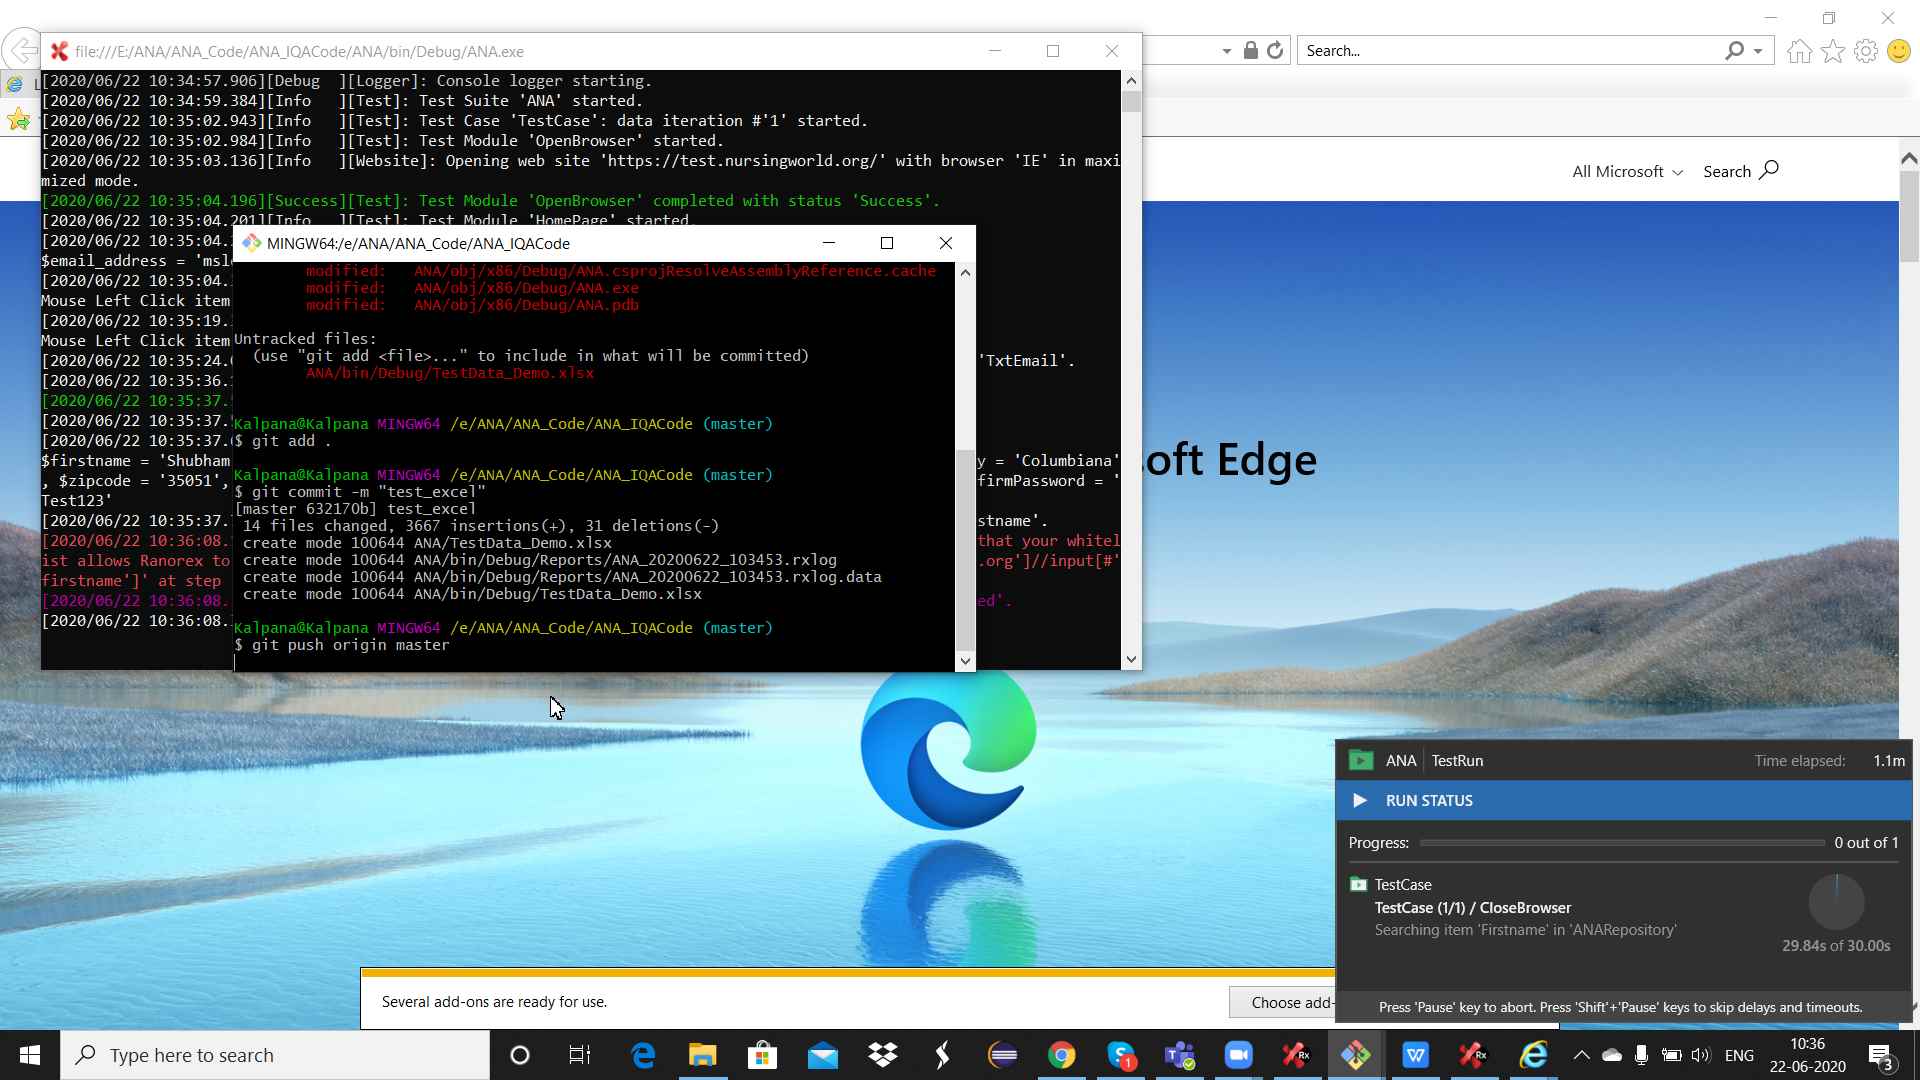 file:///E:/ANA/ANA_Code/ANA_IQACode/ANA/bin/Debug/ANA.exe
Search...
[2020/06/22 10:34:57.906][Debug  ][Logger]: Console logger starting.
[2020/06/22 10:34:59.384][Info   ][Test]: Test Suite 'ANA' started.
[2020/06/22 10:35:02.943][Info   ][Test]: Test Case 'TestCase': data iteration #'1' started.
[2020/06/22 10:35:02.984][Info   ][Test]: Test Module 'OpenBrowser' started.
[2020/06/22 10:35:03.136][Info   ][Website]: Opening web site 'https://test.nursingworld.org/' with browser 'IE' in maxi
mized mode.
[2020/06/22 10:35:04.196][Success][Test]: Test Module 'OpenBrowser' completed with status 'Success'.
[2020/06/22 10:35:04.201][Info   ][Test]: Test Module 'HomePage' started.
[2020/06/22 10:35:04.
$email_address = 'msl
[2020/06/22 10:35:04.
Mouse Left Click item
[2020/06/22 10:35:19.
Mouse Left Click item
[2020/06/22 10:35:24. 'TxtEmail'.
[2020/06/22 10:35:36.
[2020/06/22 10:35:37.
[2020/06/22 10:35:37.
[2020/06/22 10:35:37.
$firstname = 'Shubham y = 'Columbiana'
, $zipcode = '35051', firmPassword = '
Test123'
[2020/06/22 10:35:37. stname'.
[2020/06/22 10:36:08. that your whitel
ist allows Ranorex to .org']//input[#'
firstname']' at step
[2020/06/22 10:36:08. ed'.
[2020/06/22 10:36:08.
MINGW64:/e/ANA/ANA_Code/ANA_IQACode
modified:   ANA/obj/x86/Debug/ANA.csprojResolveAssemblyReference.cache
modified:   ANA/obj/x86/Debug/ANA.exe
modified:   ANA/obj/x86/Debug/ANA.pdb
Untracked files:
(use "git add <file>..." to include in what will be committed)
ANA/bin/Debug/TestData_Demo.xlsx
Kalpana@Kalpana MINGW64 /e/ANA/ANA_Code/ANA_IQACode (master)
$ git add .
Kalpana@Kalpana MINGW64 /e/ANA/ANA_Code/ANA_IQACode (master)
$ git commit -m "test_excel"
[master 632170b] test_excel
14 files changed, 3667 insertions(+), 31 deletions(-)
create mode 100644 ANA/TestData_Demo.xlsx
create mode 100644 ANA/bin/Debug/Reports/ANA_20200622_103453.rxlog
create mode 100644 ANA/bin/Debug/Reports/ANA_20200622_103453.rxlog.data
create mode 100644 ANA/bin/Debug/TestData_Demo.xlsx
Kalpana@Kalpana MINGW64 /e/ANA/ANA_Code/ANA_IQACode (master)
$ git push origin master
All Microsoft Search
soft Edge
ANA TestRun Time elapsed: 1.1m
RUN STATUS
Progress: 0 out of 1
TestCase
TestCase (1/1) / CloseBrowser
Searching item 'Firstname' in 'ANARepository'
29.84s of 30.00s
Press 'Pause' key to abort. Press 'Shift'+'Pause' keys to skip delays and timeouts.
Several add-ons are ready for use.
Choose add-
Type here to search
1
Rx
W
Rx
ENG
10:36
22-06-2020
3